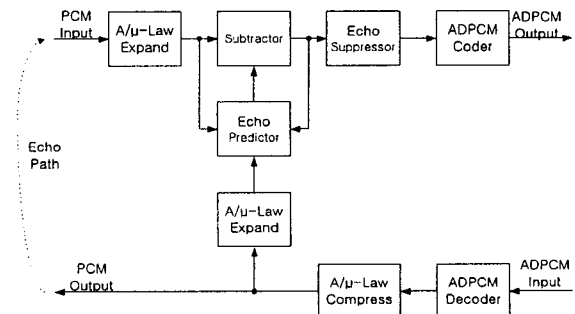 PCM
Input
A/µ-Law
Expand
Subtractor
Echo
Suppressor
ADPCM
Coder
ADPCM
Output
Echo
Predictor
Echo
Path
A/µ-Law
Expand
PCM
Output
A/µ-Law
Compress
ADPCM
Decoder
ADPCM
Input